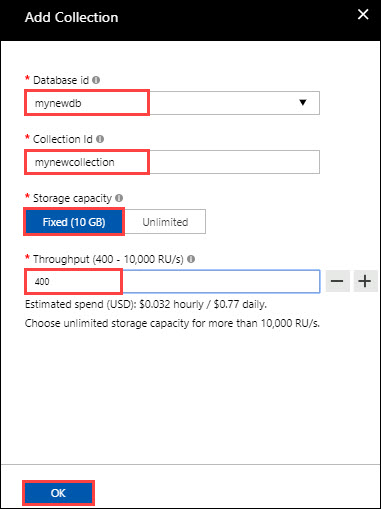 Add Collection
* Database id
mynewdb
* Collection Id
mynewcollection
* Storage capacity
Fixed (10 GB) Unlimited
* Throughput (400 - 10,000 RU/s)
400
Estimated spend (USD): $0.032 hourly / $0.77 daily.
Choose unlimited storage capacity for more than 10,000 RU/s.
OK